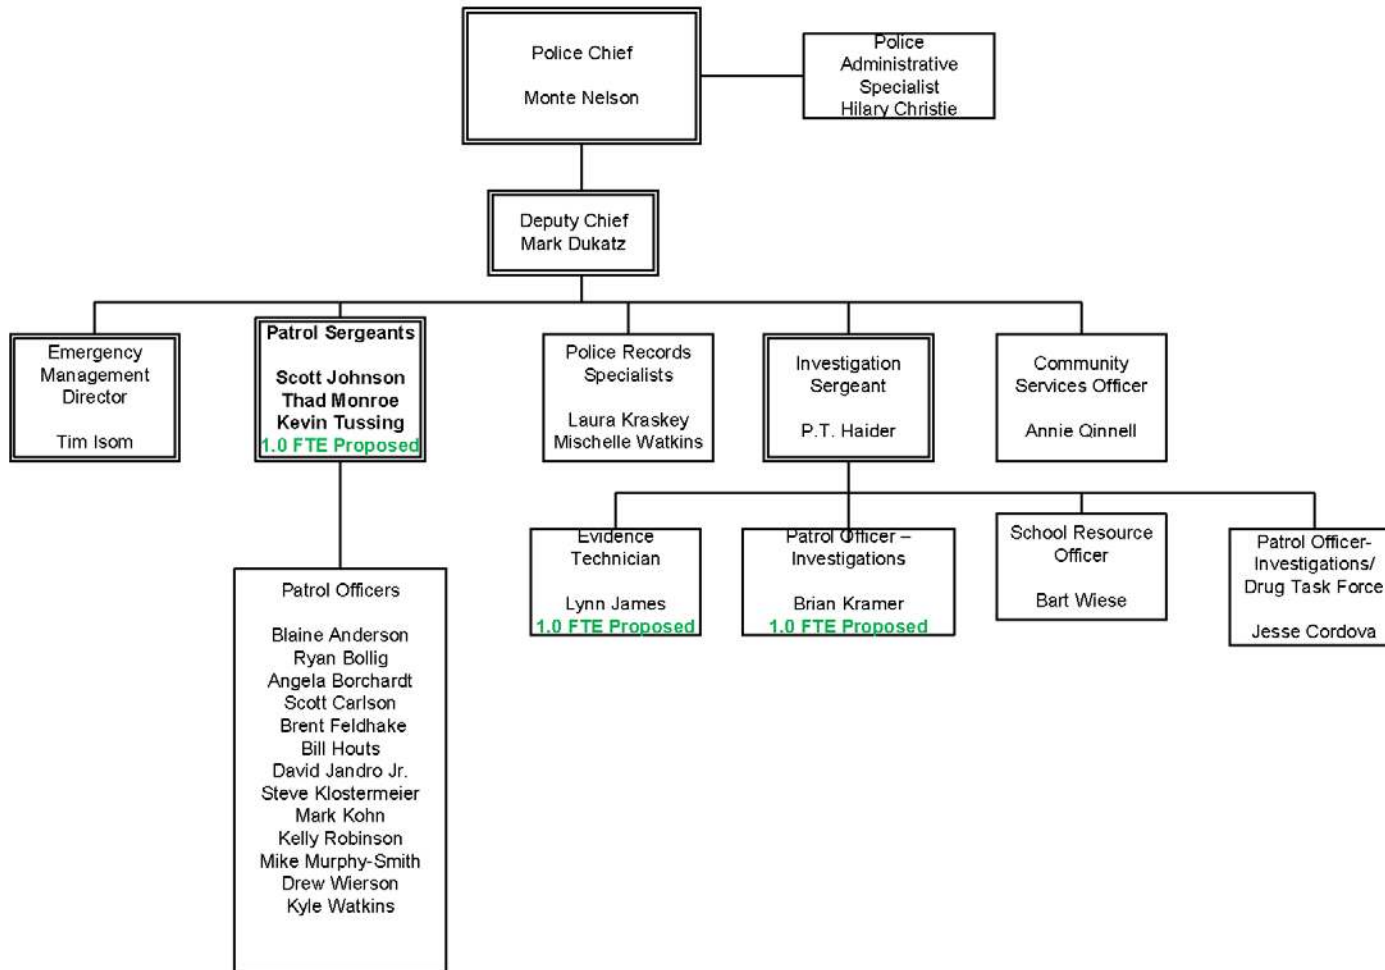 Police Chief
Monte Nelson
Police
Administrative
Specialist
Hilary Christie
Deputy Chief
Mark Dukatz
Emergency
Management
Director
Tim Isom
Patrol Sergeants
Scott Johnson
Thad Monroe
Kevin Tussing
1.0 FTE Proposed
Police Records
Specialists
Laura Kraskey
Mischelle Watkins
Investigation
Sergeant
P.T. Haider
Community
Services Officer
Annie Qinnell
Patrol Officers
Blaine Anderson
Ryan Bollig
Angela Borchardt
Scott Carlson
Brent Feldhake
Bill Houts
David Jandro Jr.
Steve Klostermeier
Mark Kohn
Kelly Robinson
Mike Murphy-Smith
Drew Wierson
Kyle Watkins
Evidence
Technician
Lynn James
1.0 FTE Proposed
Patrol Officer –
Investigations
Brian Kramer
1.0 FTE Proposed
School Resource
Officer
Bart Wiese
Patrol Officer-
Investigations/
Drug Task Force
Jesse Cordova